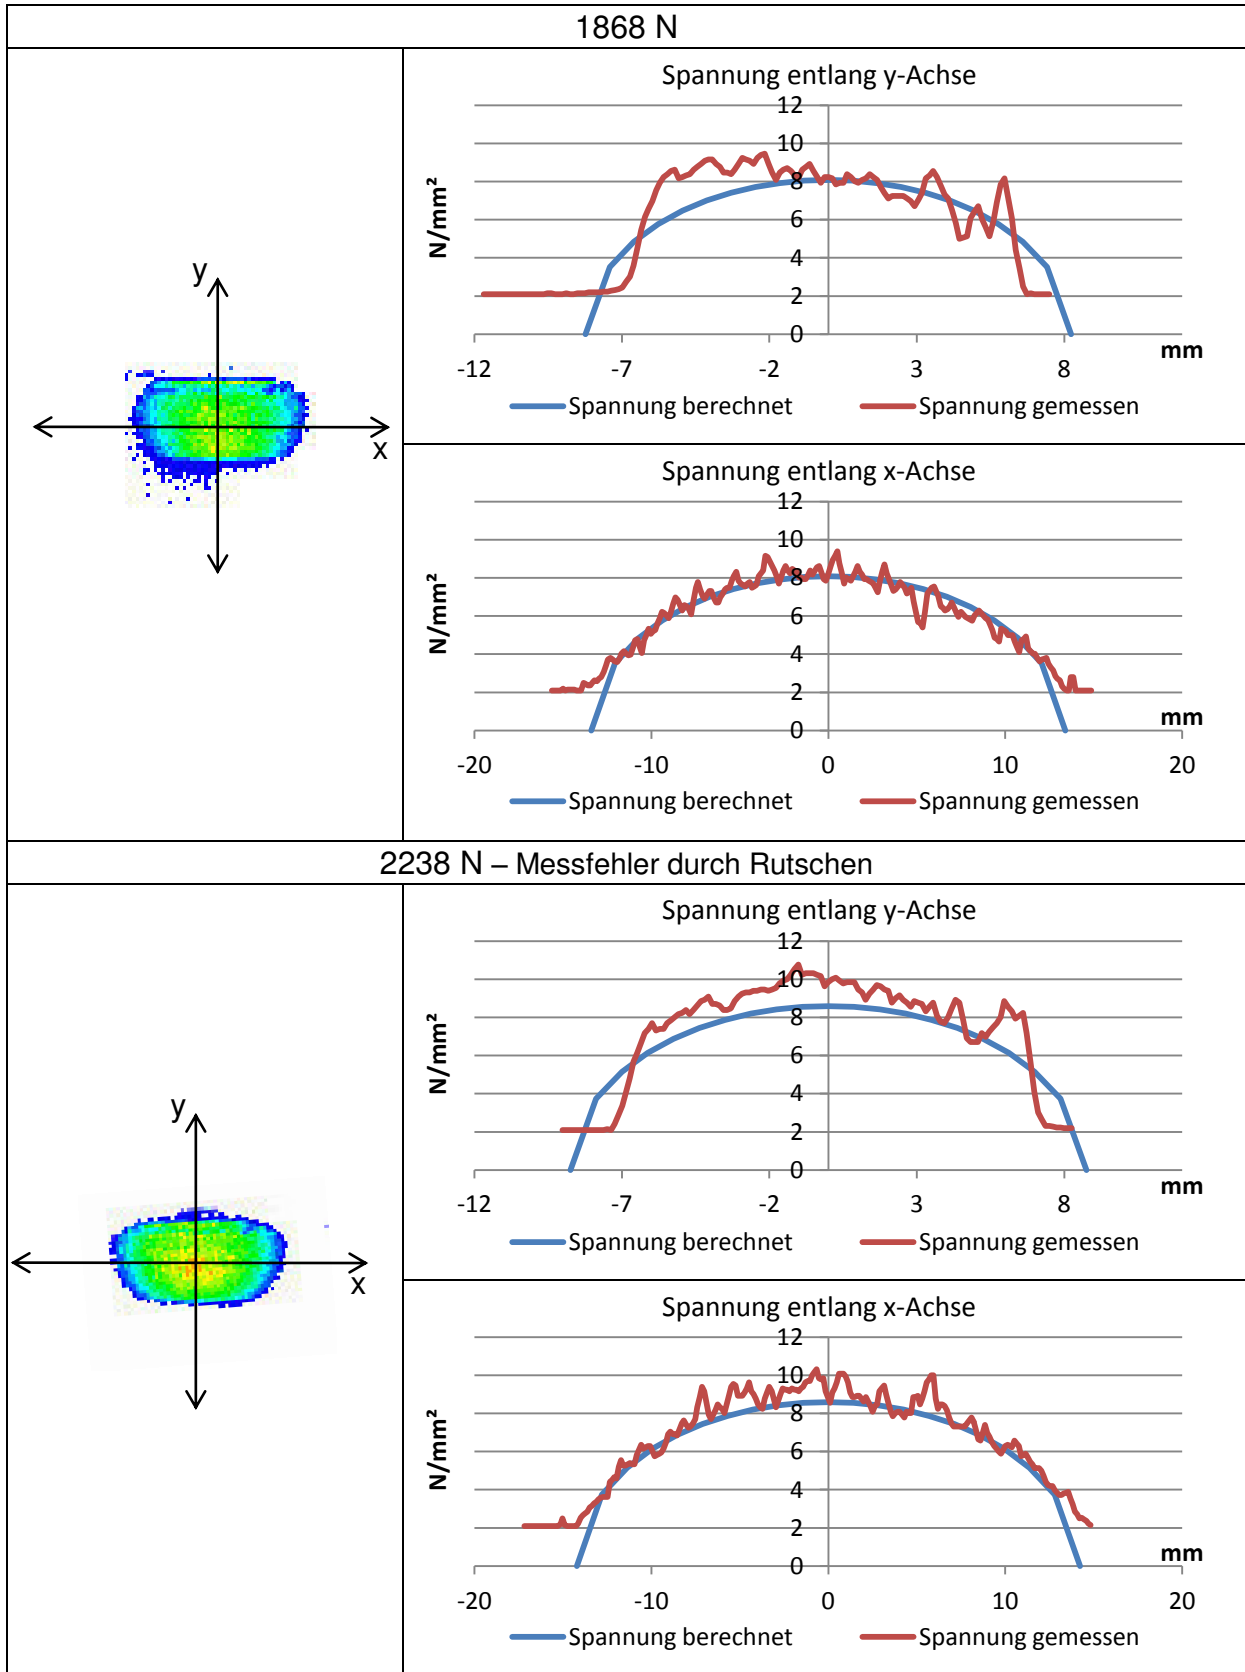 1868 N
y
x
Spannung entlang y-Achse
N/mm²
12
10
8
6
4
2
0
-12 -7 -2 3 8
mm
Spannung berechnet Spannung gemessen
Spannung entlang x-Achse
N/mm²
12
10
8
6
4
2
0
-20 -10 0 10 20
mm
Spannung berechnet Spannung gemessen
2238 N – Messfehler durch Rutschen
y
x
Spannung entlang y-Achse
N/mm²
12
10
8
6
4
2
0
-12 -7 -2 3 8
mm
Spannung berechnet Spannung gemessen
Spannung entlang x-Achse
N/mm²
12
10
8
6
4
2
0
-20 -10 0 10 20
mm
Spannung berechnet Spannung gemessen